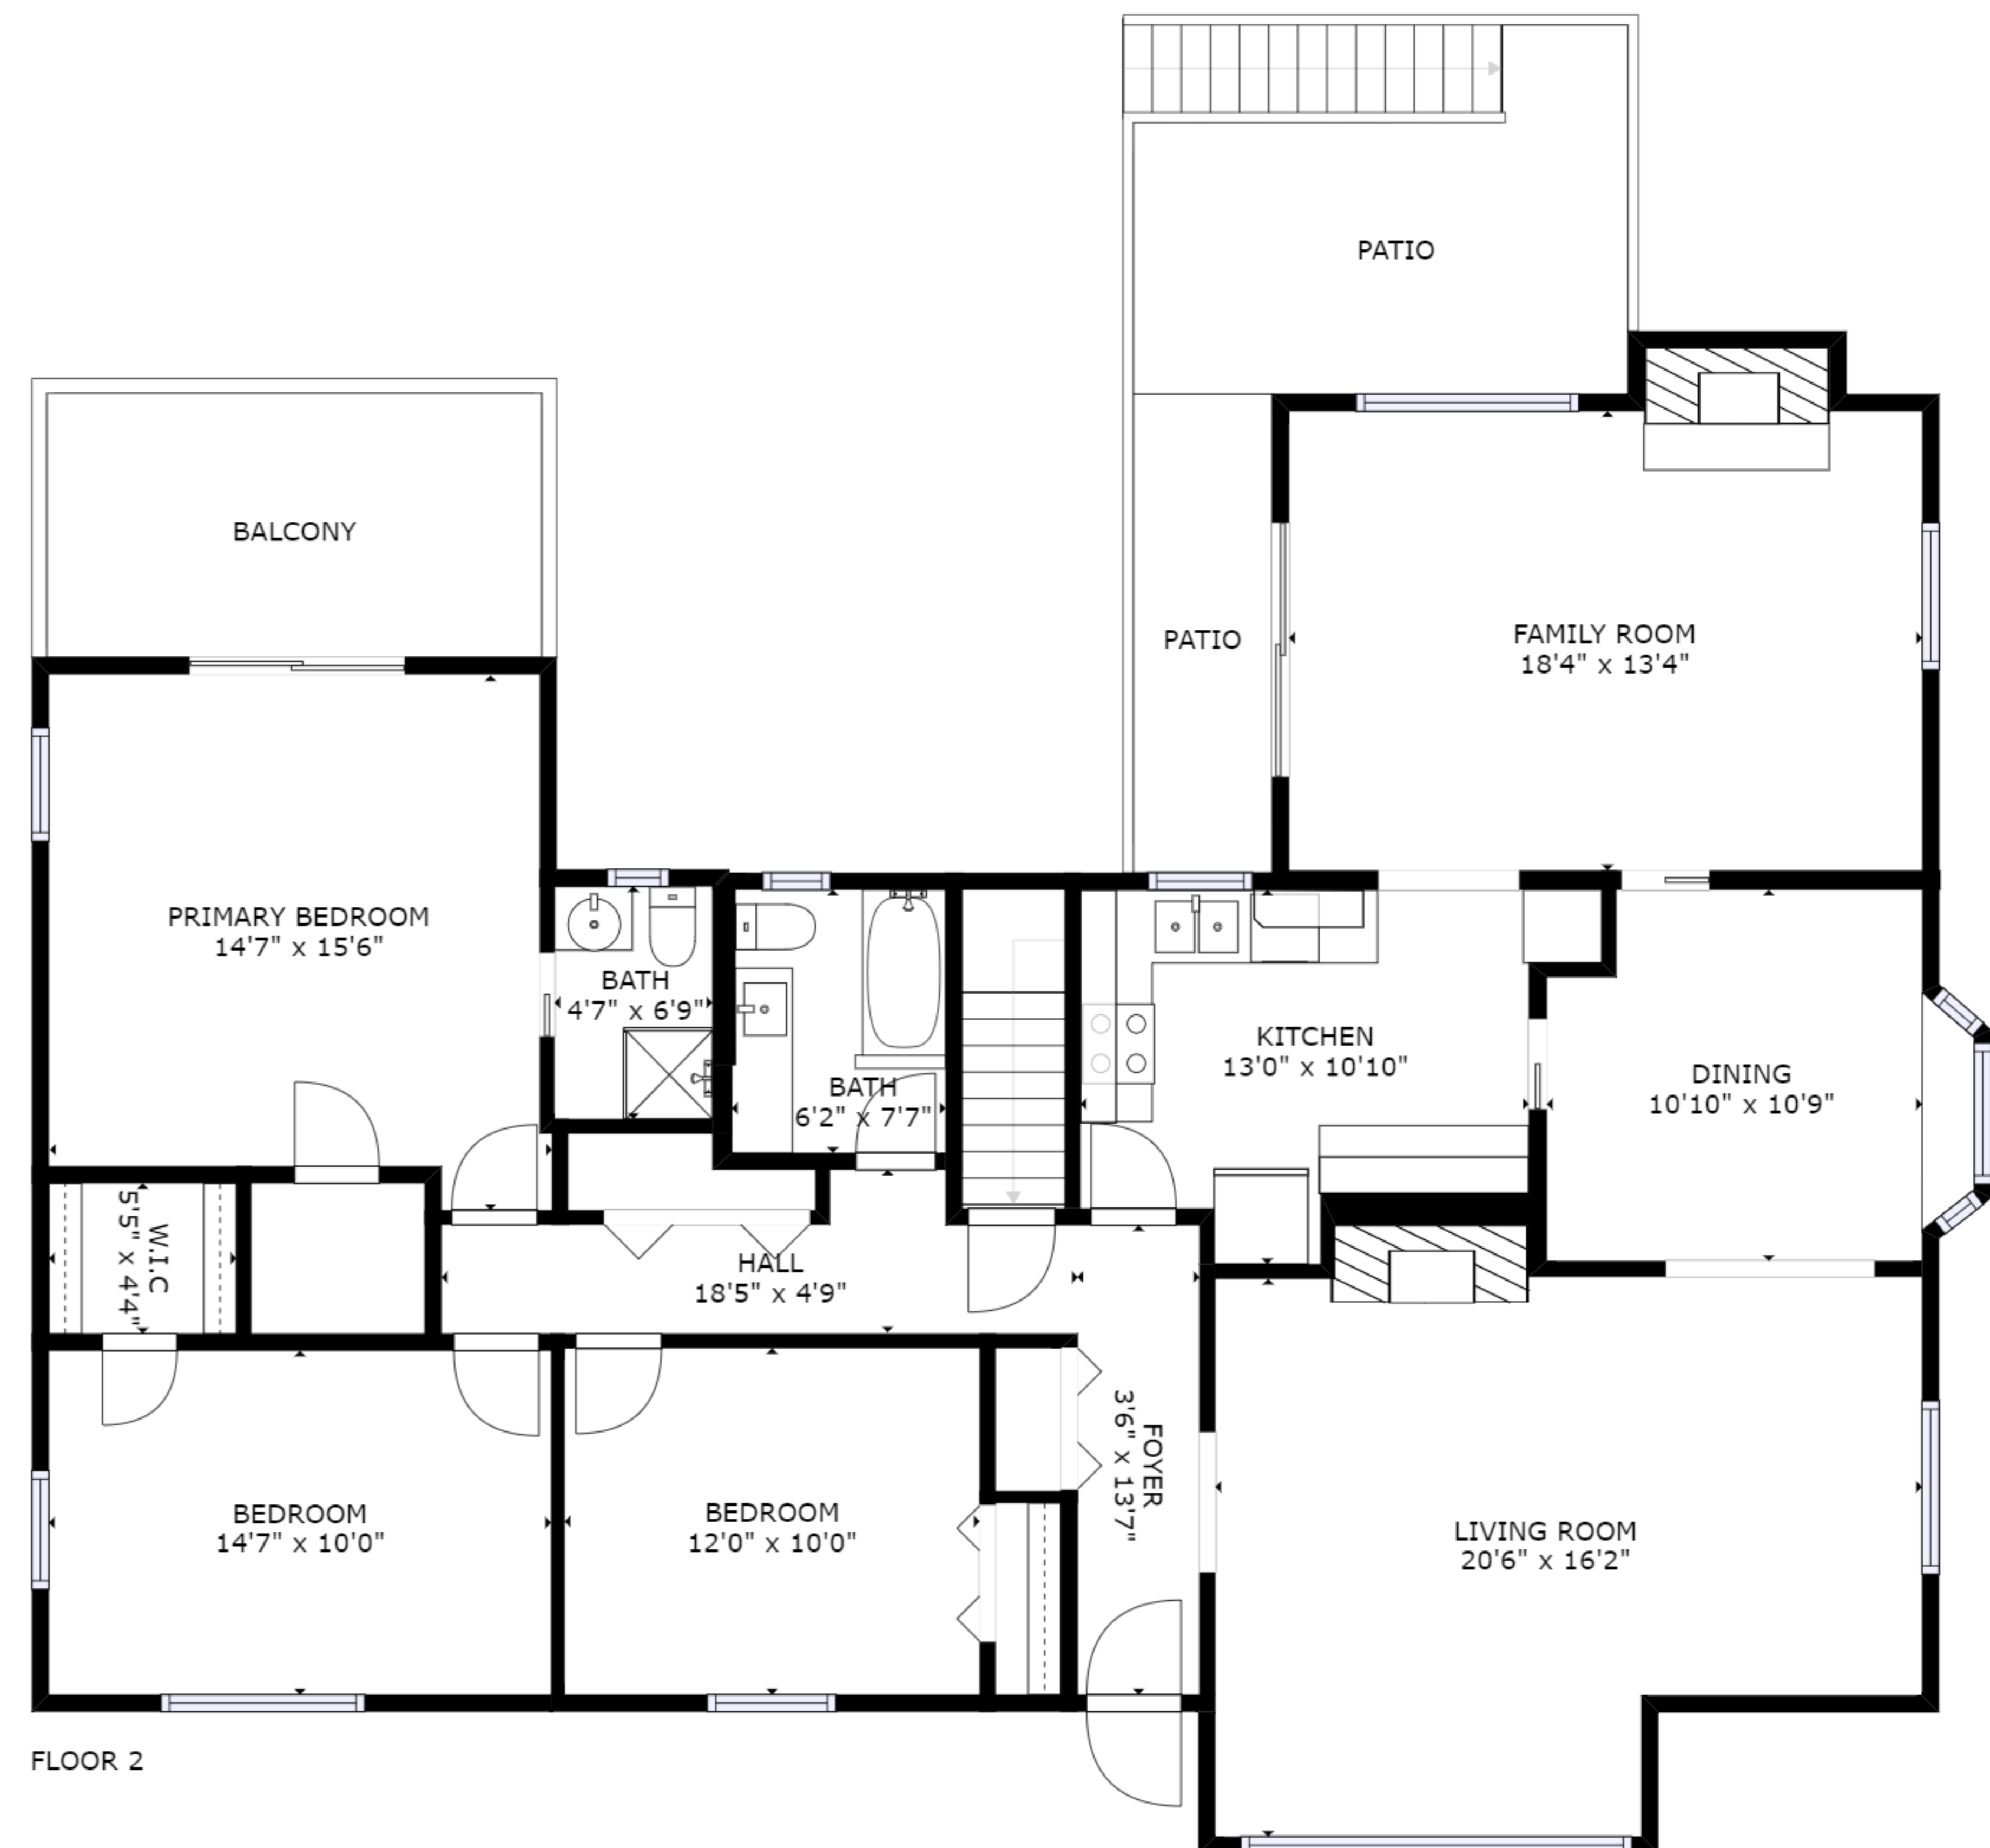 PATIO
BALCONY
PATIO
FAMILY ROOM
18'4" x 13'4"
PRIMARY BEDROOM
14'7" x 15'6"
BATH
4'7" x 6'9"
BATH
6'2" x 7'7"
KITCHEN
13'0" x 10'10"
DINING
10'10" x 10'9"
W.I.C
5'5" x 4'4"
HALL
18'5" x 4'9"
FOYER
3'6" x 13'7"
BEDROOM
14'7" x 10'0"
BEDROOM
12'0" x 10'0"
LIVING ROOM
20'6" x 16'2"
FLOOR 2